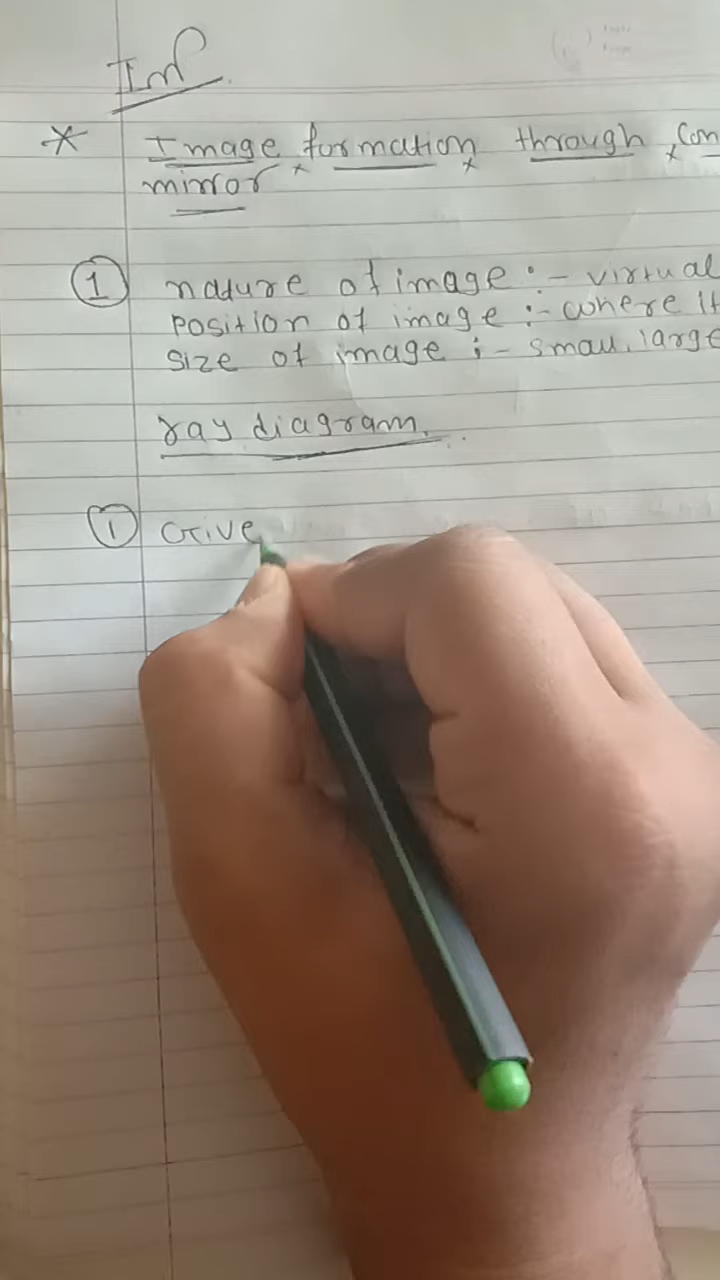 Imp.
* Image formation through con
mirror
① nature of image :- virtual
position of image :- where it
size of image :- small, large
ray diagram.
① Give